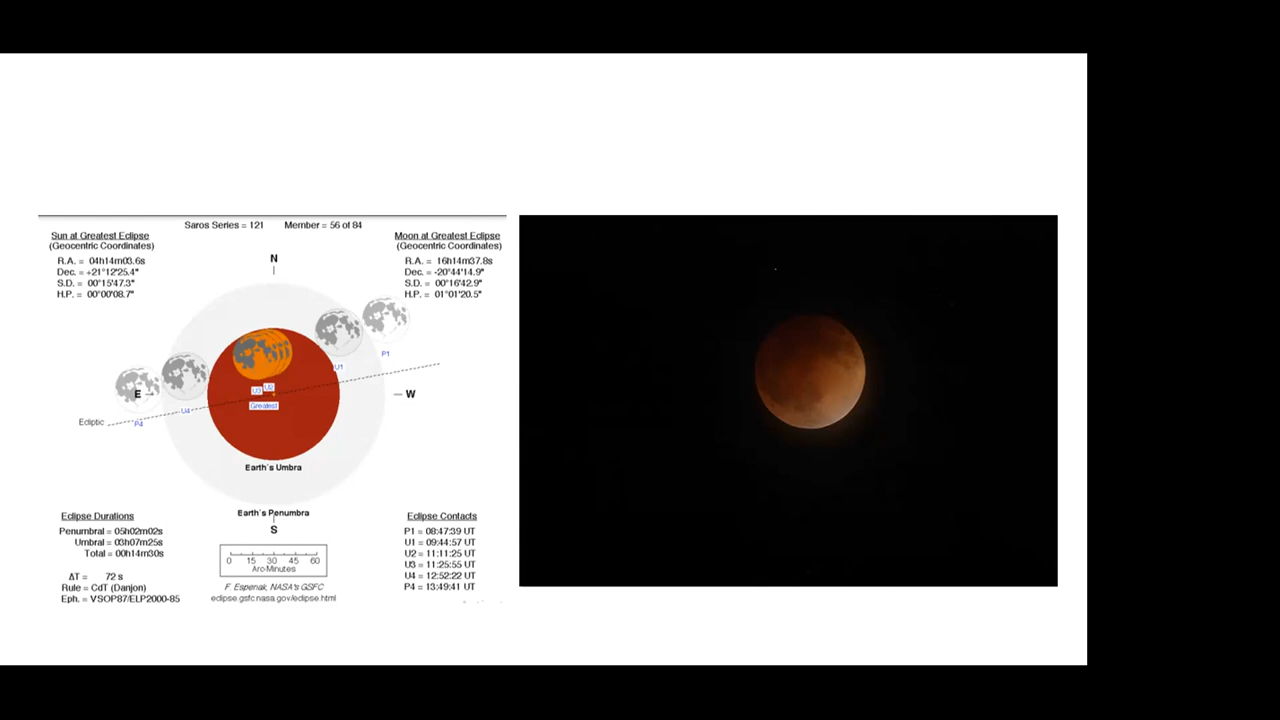 Saros Series = 121 Member = 56 of 84
Sun at Greatest Eclipse
(Geocentric Coordinates)
R.A. = 04h14m03.6s
Dec. = +21°12'25.4"
S.D. = 00°15'47.3"
H.P. = 00°00'08.7"
Moon at Greatest Eclipse
(Geocentric Coordinates)
R.A. = 16h14m37.8s
Dec. = -20°44'14.9"
S.D. = 00°16'42.9"
H.P. = 01°01'20.5"
N
P1
U1
E
W
U3 U2
Greatest
U4
Ecliptic
P4
Earth's Umbra
Earth's Penumbra
S
Eclipse Durations
Penumbral = 05h02m02s
Umbral = 03h07m25s
Total = 00h14m30s
ΔT = 72 s
Rule = CdT (Danjon)
Eph. = VSOP87/ELP2000-85
0 15 30 45 60
Arc-Minutes
F. Espenak, NASA's GSFC
eclipse.gsfc.nasa.gov/eclipse.html
Eclipse Contacts
P1 = 08:47:39 UT
U1 = 09:44:57 UT
U2 = 11:11:25 UT
U3 = 11:25:55 UT
U4 = 12:52:22 UT
P4 = 13:49:41 UT